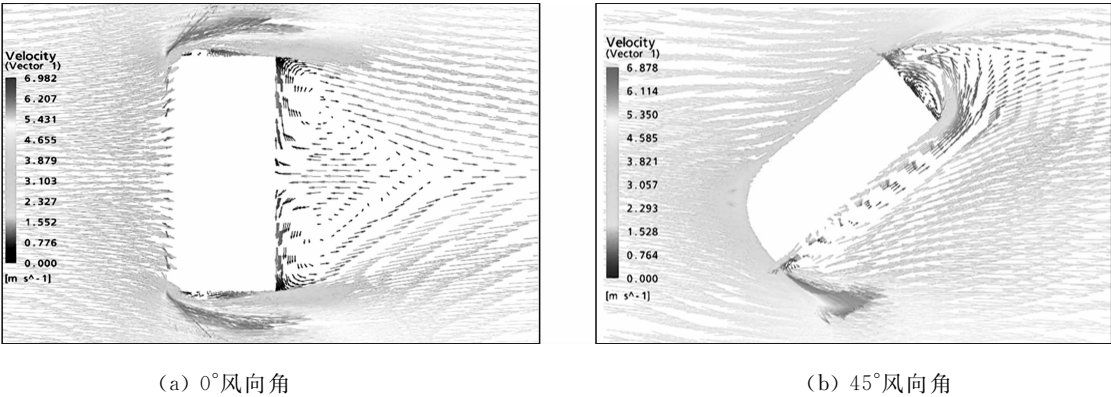 Velocity
(Vector 1)
6.982
6.207
5.431
4.655
3.879
3.103
2.327
1.552
0.776
0.000
[m s^-1]
Velocity
(Vector 1)
6.878
6.114
5.350
4.585
3.821
3.057
2.293
1.528
0.764
0.000
[m s^-1]
(a) 0°风向角
(b) 45°风向角